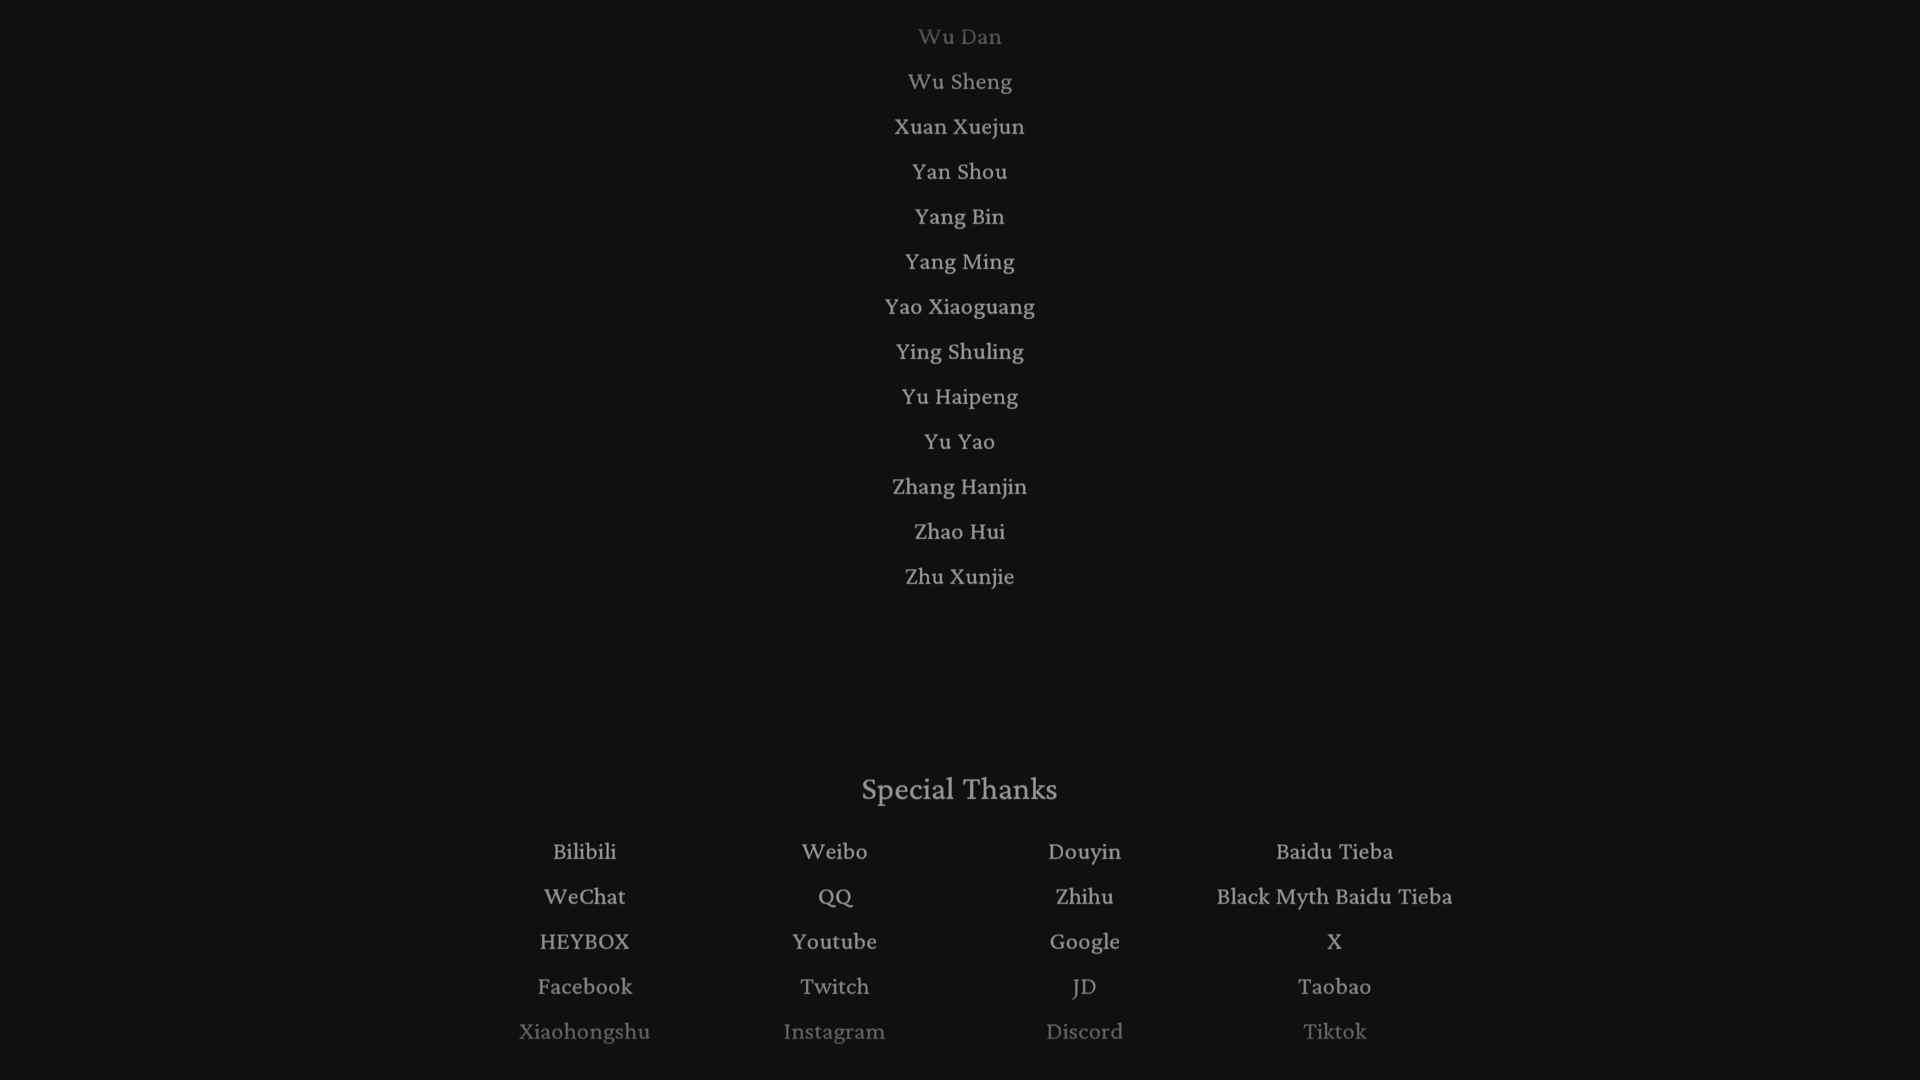 Wu Dan
Wu Sheng
Xuan Xuejun
Yan Shou
Yang Bin
Yang Ming
Yao Xiaoguang
Ying Shuling
Yu Haipeng
Yu Yao
Zhang Hanjin
Zhao Hui
Zhu Xunjie
Special Thanks
Bilibili Weibo Douyin Baidu Tieba
WeChat QQ Zhihu Black Myth Baidu Tieba
HEYBOX Youtube Google X
Facebook Twitch JD Taobao
Xiaohongshu Instagram Discord Tiktok